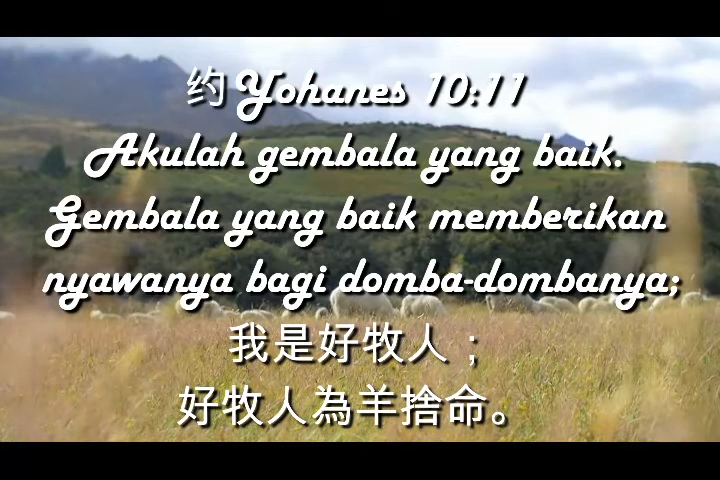 约 Yohanes 10:11
Akulah gembala yang baik.
Gembala yang baik memberikan
nyawanya bagi domba-dombanya;
我是好牧人；
好牧人為羊捨命。